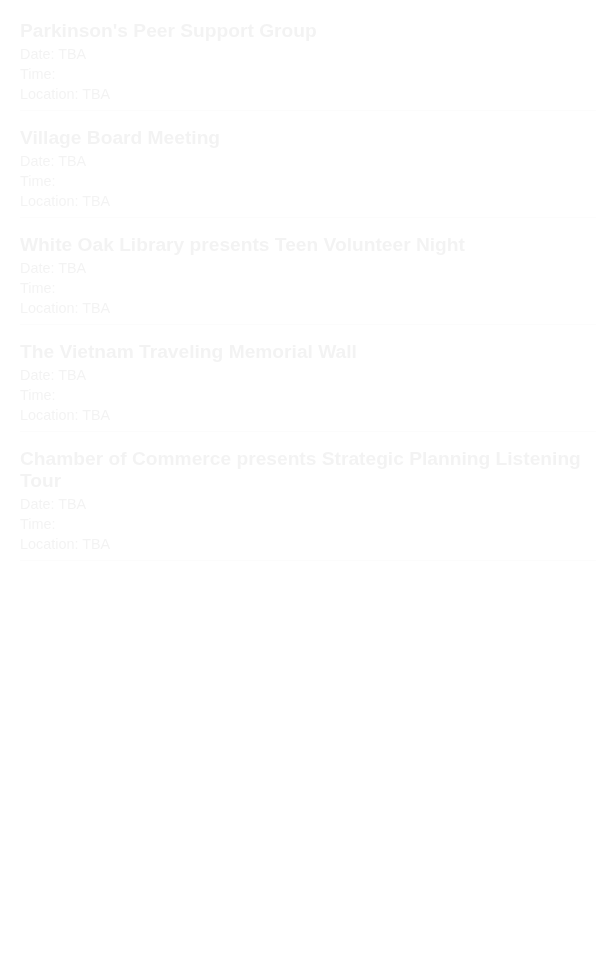 Parkinson's Peer Support Group
Date: TBA
Time:
Location: TBA
Village Board Meeting
Date: TBA
Time:
Location: TBA
White Oak Library presents Teen Volunteer Night
Date: TBA
Time:
Location: TBA
The Vietnam Traveling Memorial Wall
Date: TBA
Time:
Location: TBA
Chamber of Commerce presents Strategic Planning Listening
Tour
Date: TBA
Time:
Location: TBA